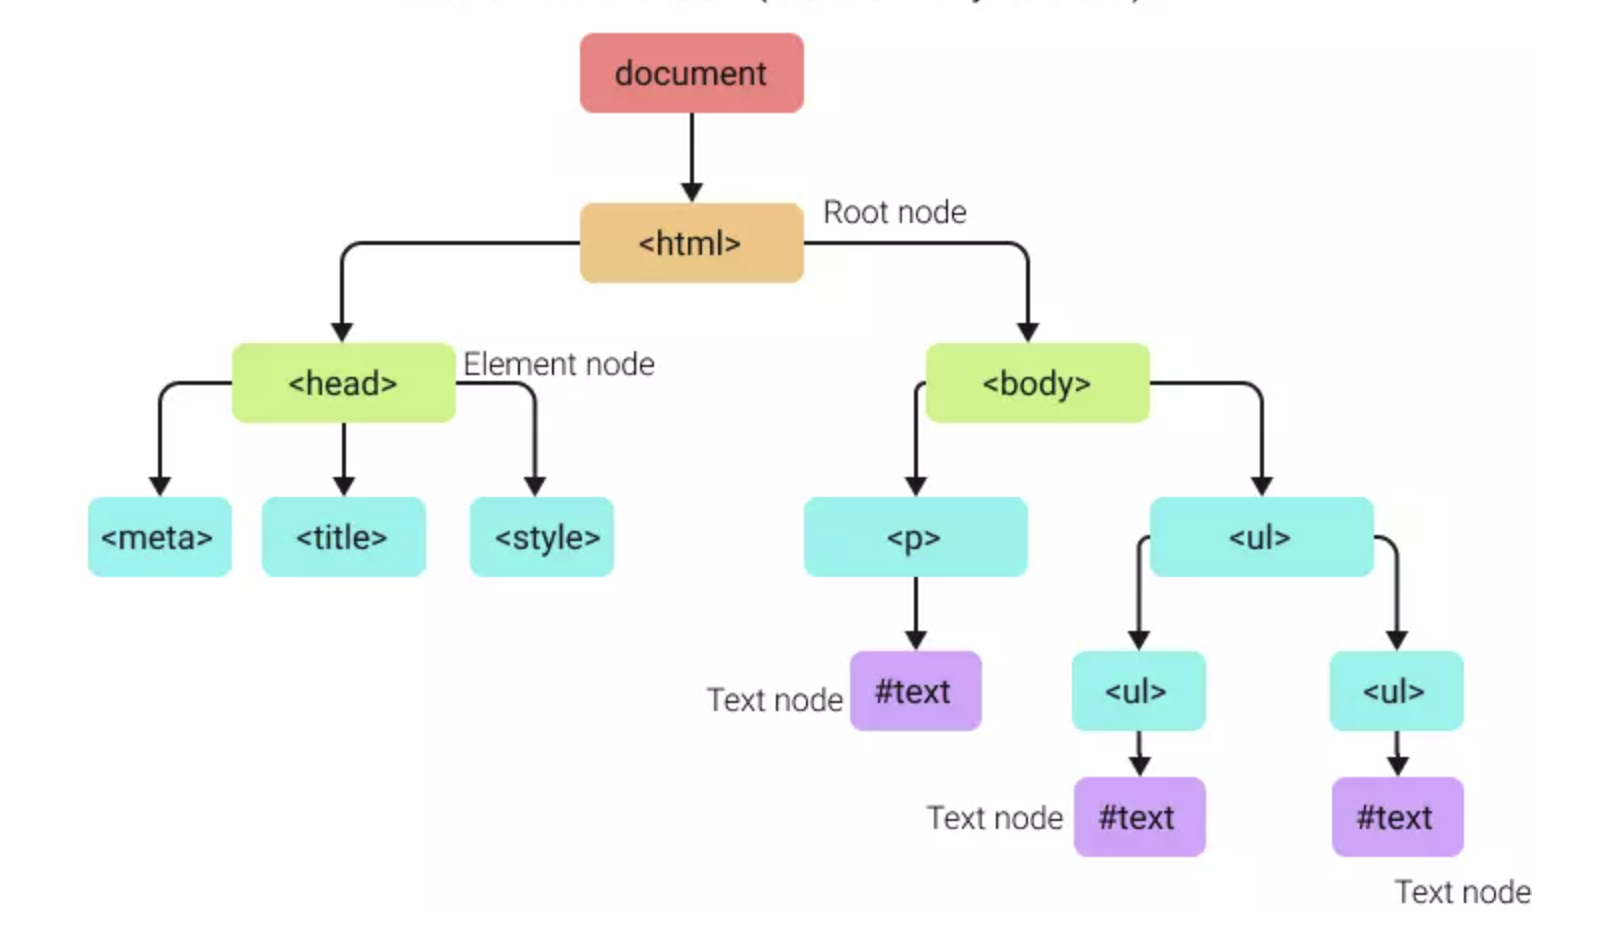 document
<html>
Root node
<head>
Element node
<body>
<meta>
<title>
<style>
<p>
<ul>
Text node
#text
<ul>
<ul>
Text node
#text
#text
Text node